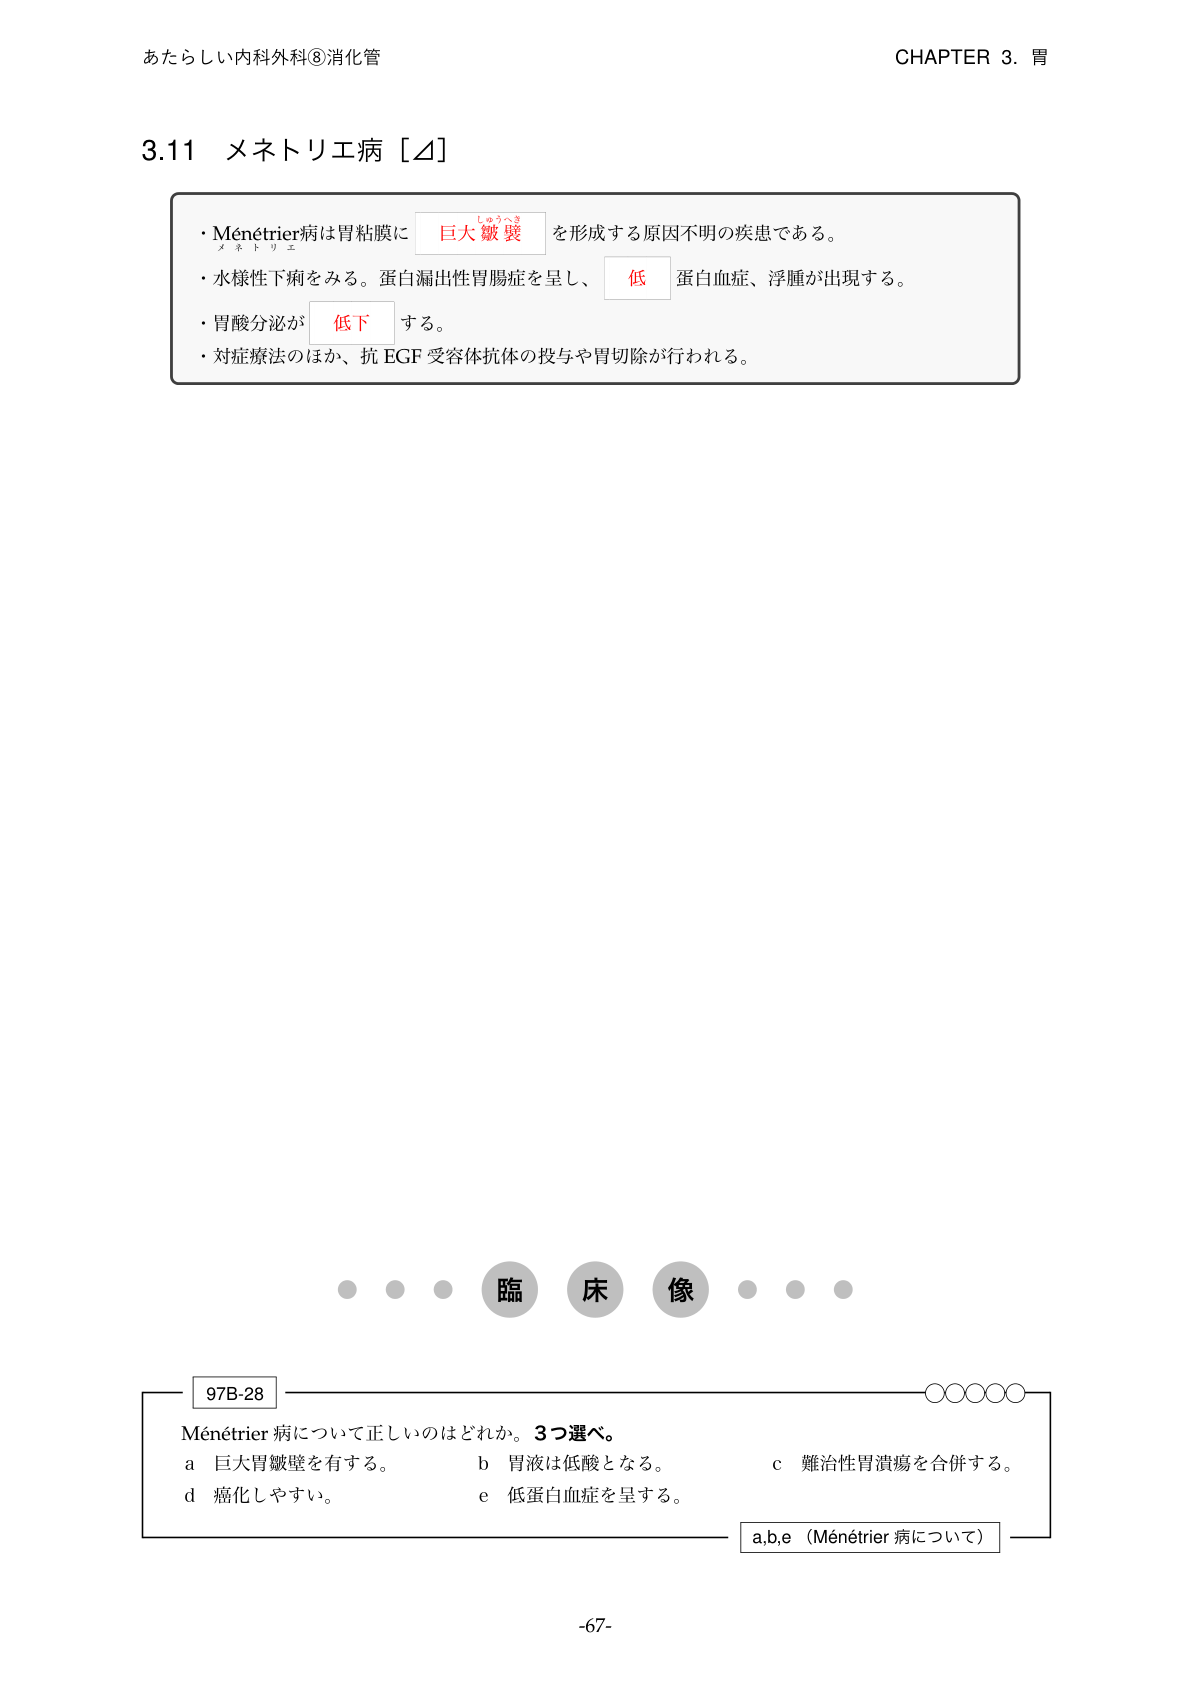 あたらしい内科外科⑧消化管
CHAPTER 3. 胃
3.11 メネトリエ病［⊿］
・Ménétrier病は胃粘膜に 巨大皺襞 を形成する原因不明の疾患である。
しゅうへき
メネトリエ
・水様性下痢をみる。蛋白漏出性胃腸症を呈し、 低 蛋白血症、浮腫が出現する。
・胃酸分泌が 低下 する。
・対症療法のほか、抗 EGF 受容体抗体の投与や胃切除が行われる。
臨床像
97B-28
Ménétrier 病について正しいのはどれか。3つ選べ。
a 巨大胃皺壁を有する。 b 胃液は低酸となる。 c 難治性胃潰瘍を合併する。
d 癌化しやすい。 e 低蛋白血症を呈する。
a,b,e （Ménétrier 病について）
-67-